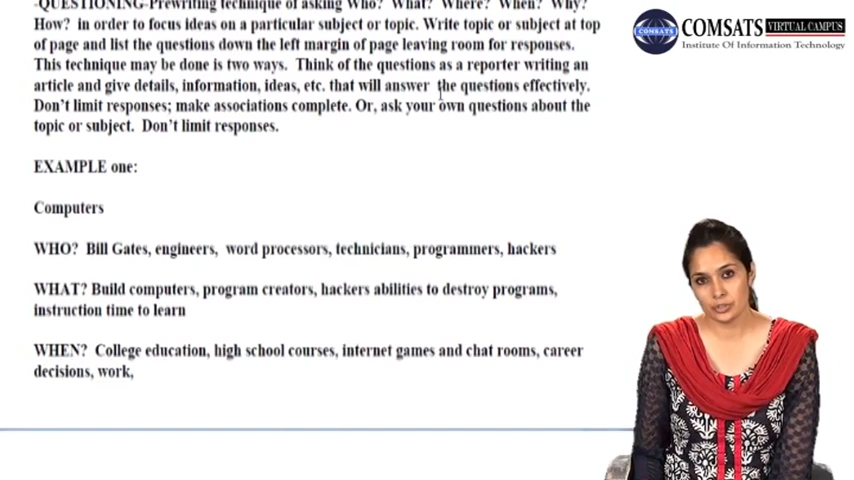 -QUESTIONING-Prewriting technique of asking Who? What? Where? When? Why?
How? in order to focus ideas on a particular subject or topic. Write topic or subject at top
of page and list the questions down the left margin of page leaving room for responses.
This technique may be done is two ways. Think of the questions as a reporter writing an
article and give details, information, ideas, etc. that will answer the questions effectively.
Don't limit responses; make associations complete. Or, ask your own questions about the
topic or subject. Don't limit responses.
EXAMPLE one:
Computers
WHO? Bill Gates, engineers, word processors, technicians, programmers, hackers
WHAT? Build computers, program creators, hackers abilities to destroy programs,
instruction time to learn
WHEN? College education, high school courses, internet games and chat rooms, career
decisions, work,
COMSATS
COMSATS VIRTUAL CAMPUS
Institute Of Information Technology